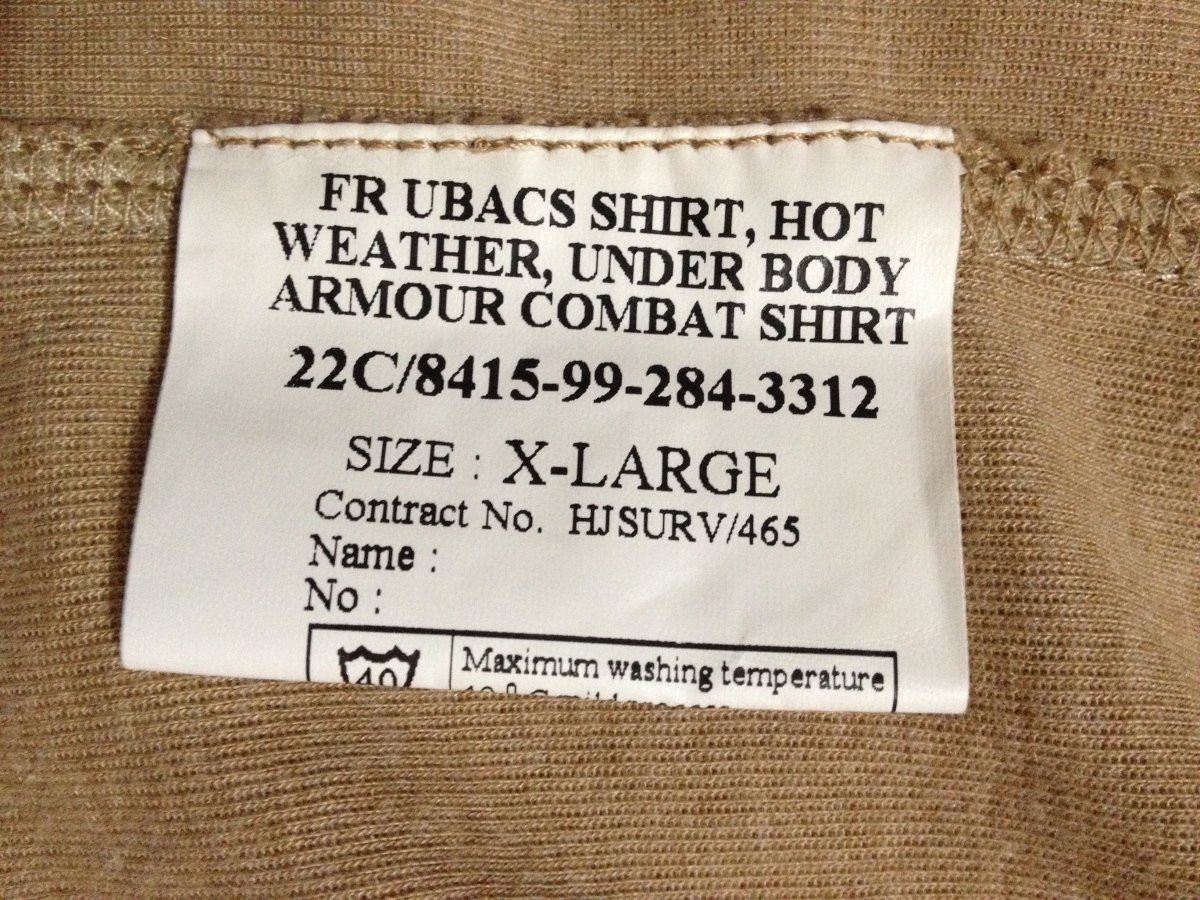 FR UBACS SHIRT, HOT
WEATHER, UNDER BODY
ARMOUR COMBAT SHIRT
22C/8415-99-284-3312
SIZE : X-LARGE
Contract No. HJSURV/465
Name :
No :
40 Maximum washing temperature